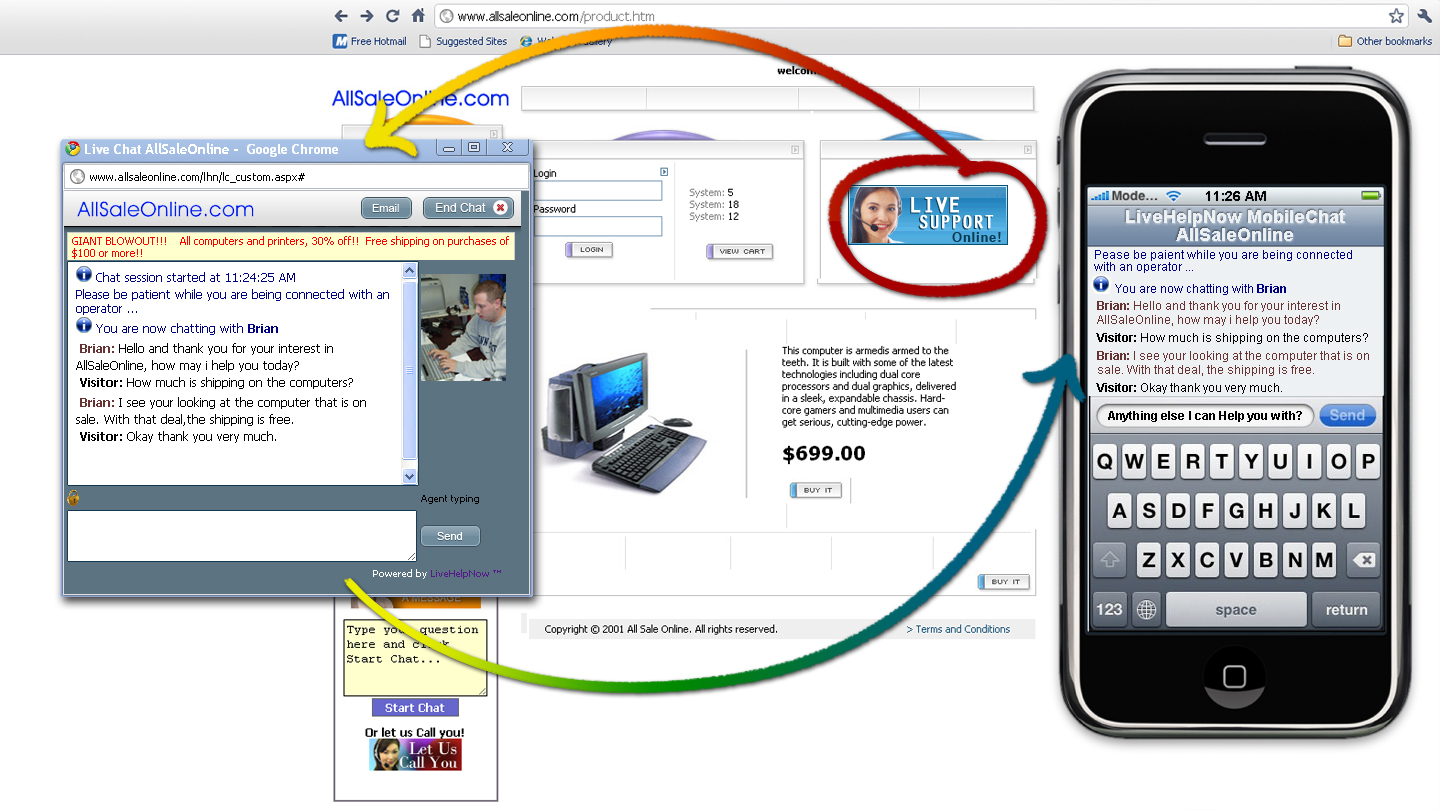 www.allsaleonline.com/product.htm
Free Hotmail
Suggested Sites
Other bookmarks
AllSaleOnline.com
Live Chat AllSaleOnline - Google Chrome
www.allsaleonline.com/lhn/lc_custom.aspx#
AllSaleOnline.com
Email
End Chat
GIANT BLOWOUT!!! All computers and printers, 30% off!! Free shipping on purchases of
$100 or more!!
Chat session started at 11:24:25 AM
Please be patient while you are being connected with an
operator ...
You are now chatting with Brian
Brian: Hello and thank you for your interest in
AllSaleOnline, how may i help you today?
Visitor: How much is shipping on the computers?
Brian: I see your looking at the computer that is on
sale. With that deal,the shipping is free.
Visitor: Okay thank you very much.
Agent typing
Send
Powered by LiveHelpNow ™
A MESSAGE
Type your question
here and click
Start Chat...
Start Chat
Or let us Call you!
Let Us
Call You
Login
Password
LOGIN
System: 5
System: 18
System: 12
VIEW CART
LIVE
SUPPORT
Online!
This computer is armedis armed to the
teeth. It is built with some of the latest
technologies including dual core
processors and dual graphics, delivered
in a sleek, expandable chassis. Hard-
core gamers and multimedia users can
get serious, cutting-edge power.
$699.00
BUY IT
BUY IT
Copyright © 2001 All Sale Online. All rights reserved.
> Terms and Conditions
Mode...
11:26 AM
LiveHelpNow MobileChat
AllSaleOnline
Pease be paient while you are being connected
with an operator ...
You are now chatting with Brian
Brian: Hello and thank you for your interest in
AllSaleOnline, how may i help you today?
Visitor: How much is shipping on the computers?
Brian: I see your looking at the computer that is on
sale. With that deal, the shipping is free.
Visitor: Okay thank you very much.
Anything else I can Help you with?
Send
Q W E R T Y U I O P
A S D F G H J K L
Z X C V B N M
123
space
return